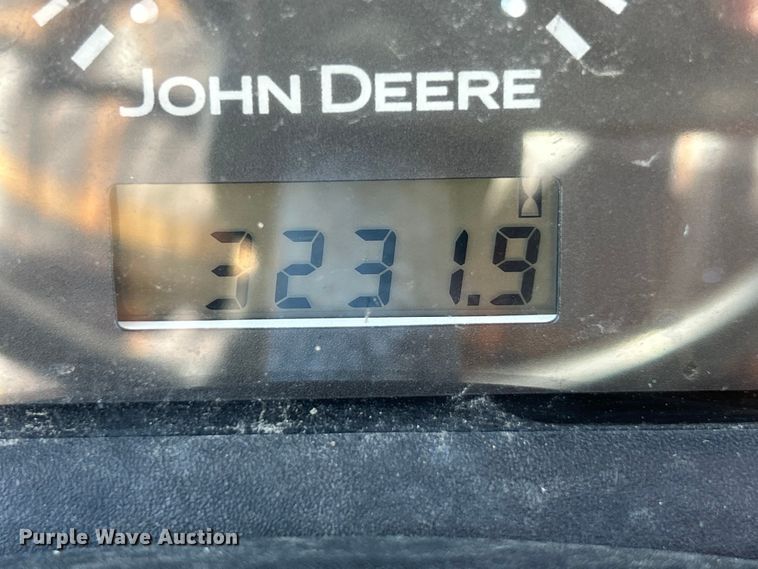 JOHN DEERE
3231.9
Purple Wave Auction